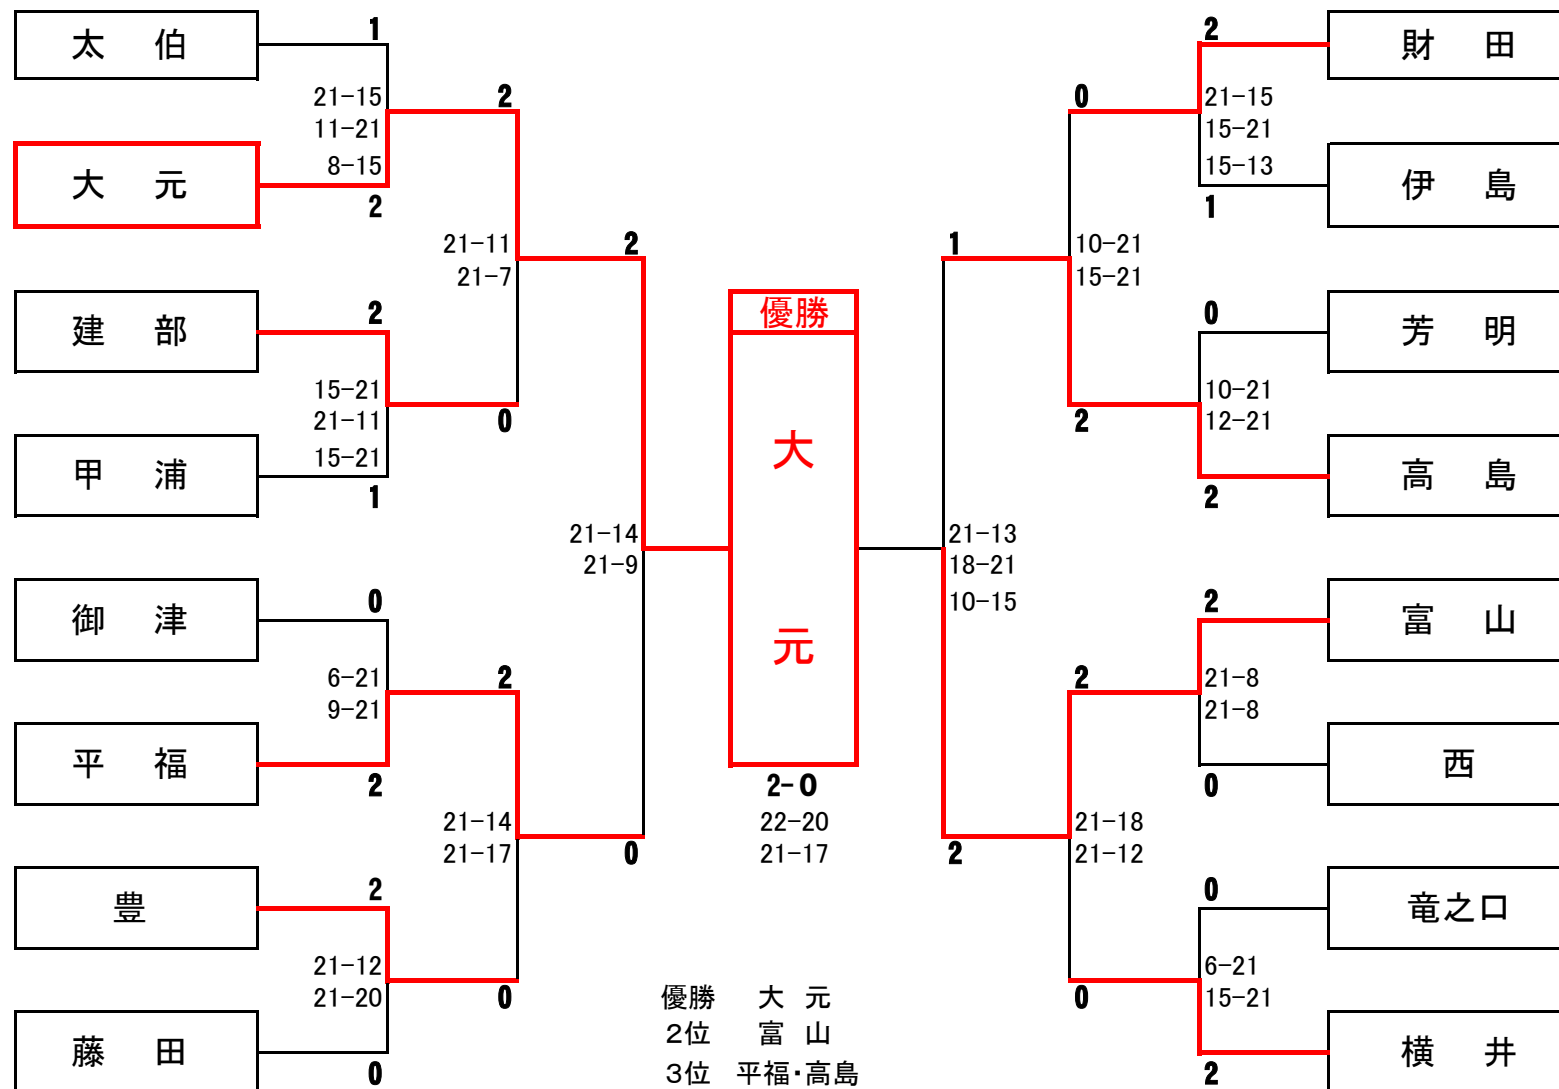 太 伯
1
21-15
11-21
8-15
大 元
2
2
21-11
21-7
建 部
2
15-21
21-11
15-21
甲 浦
1
0
2
21-14
21-9
御 津
0
6-21
9-21
平 福
2
2
21-14
21-17
豊
2
21-12
21-20
藤 田
0
0
0
優勝
大
元
2-0
22-20
21-17
優勝 大 元
2位 富 山
3位 平福・高島
財 田
2
21-15
15-21
15-13
伊 島
1
0
10-21
15-21
芳 明
0
10-21
12-21
高 島
2
2
1
21-13
18-21
10-15
富 山
2
21-8
21-8
西
0
2
21-18
21-12
竜之口
0
6-21
15-21
横 井
2
0
2